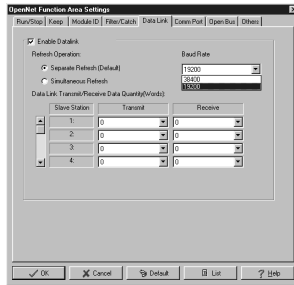 OpenNet Function Area Settings
Run/Stop Keep Module ID Filter/Catch Data Link Comm Port Open Bus Others
Enable Datalink
Refresh Operation: Baud Rate
Separate Refresh (Default) 19200
Simultaneous Refresh 38400
19200
Data Link Transmit/Receive Data Quantity(Words):
Slave Station Transmit Receive
1: 0 0
2: 0 0
3: 0 0
4: 0 0
OK Cancel Default List ? Help